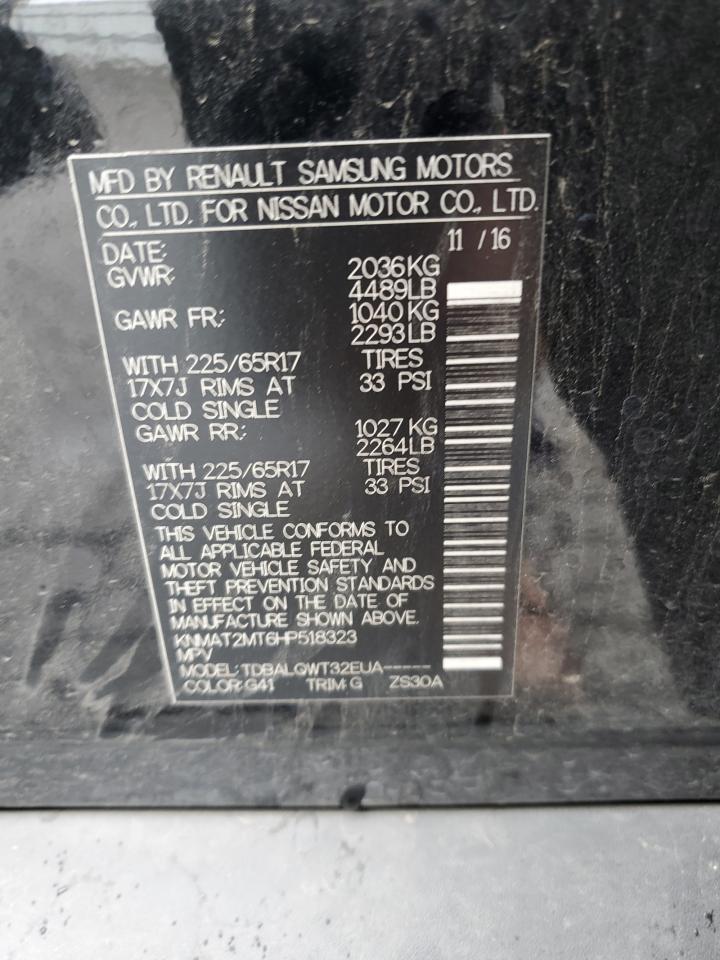 MFD BY RENAULT SAMSUNG MOTORS
CO., LTD. FOR NISSAN MOTOR CO., LTD.
DATE: 11 / 16
GVWR: 2036KG
4489LB
GAWR FR: 1040 KG
2293LB
WITH 225/65R17 TIRES
17X7J RIMS AT 33 PSI
COLD SINGLE
GAWR RR: 1027 KG
2264LB
WITH 225/65R17 TIRES
17X7J RIMS AT 33 PSI
COLD SINGLE
THIS VEHICLE CONFORMS TO
ALL APPLICABLE FEDERAL
MOTOR VEHICLE SAFETY AND
THEFT PREVENTION STANDARDS
IN EFFECT ON THE DATE OF
MANUFACTURE SHOWN ABOVE.
KNMAT2MT6HP518323
MPV
MODEL: TDBALGWT32EUA-----
COLOR:G41 TRIM:G ZS30A